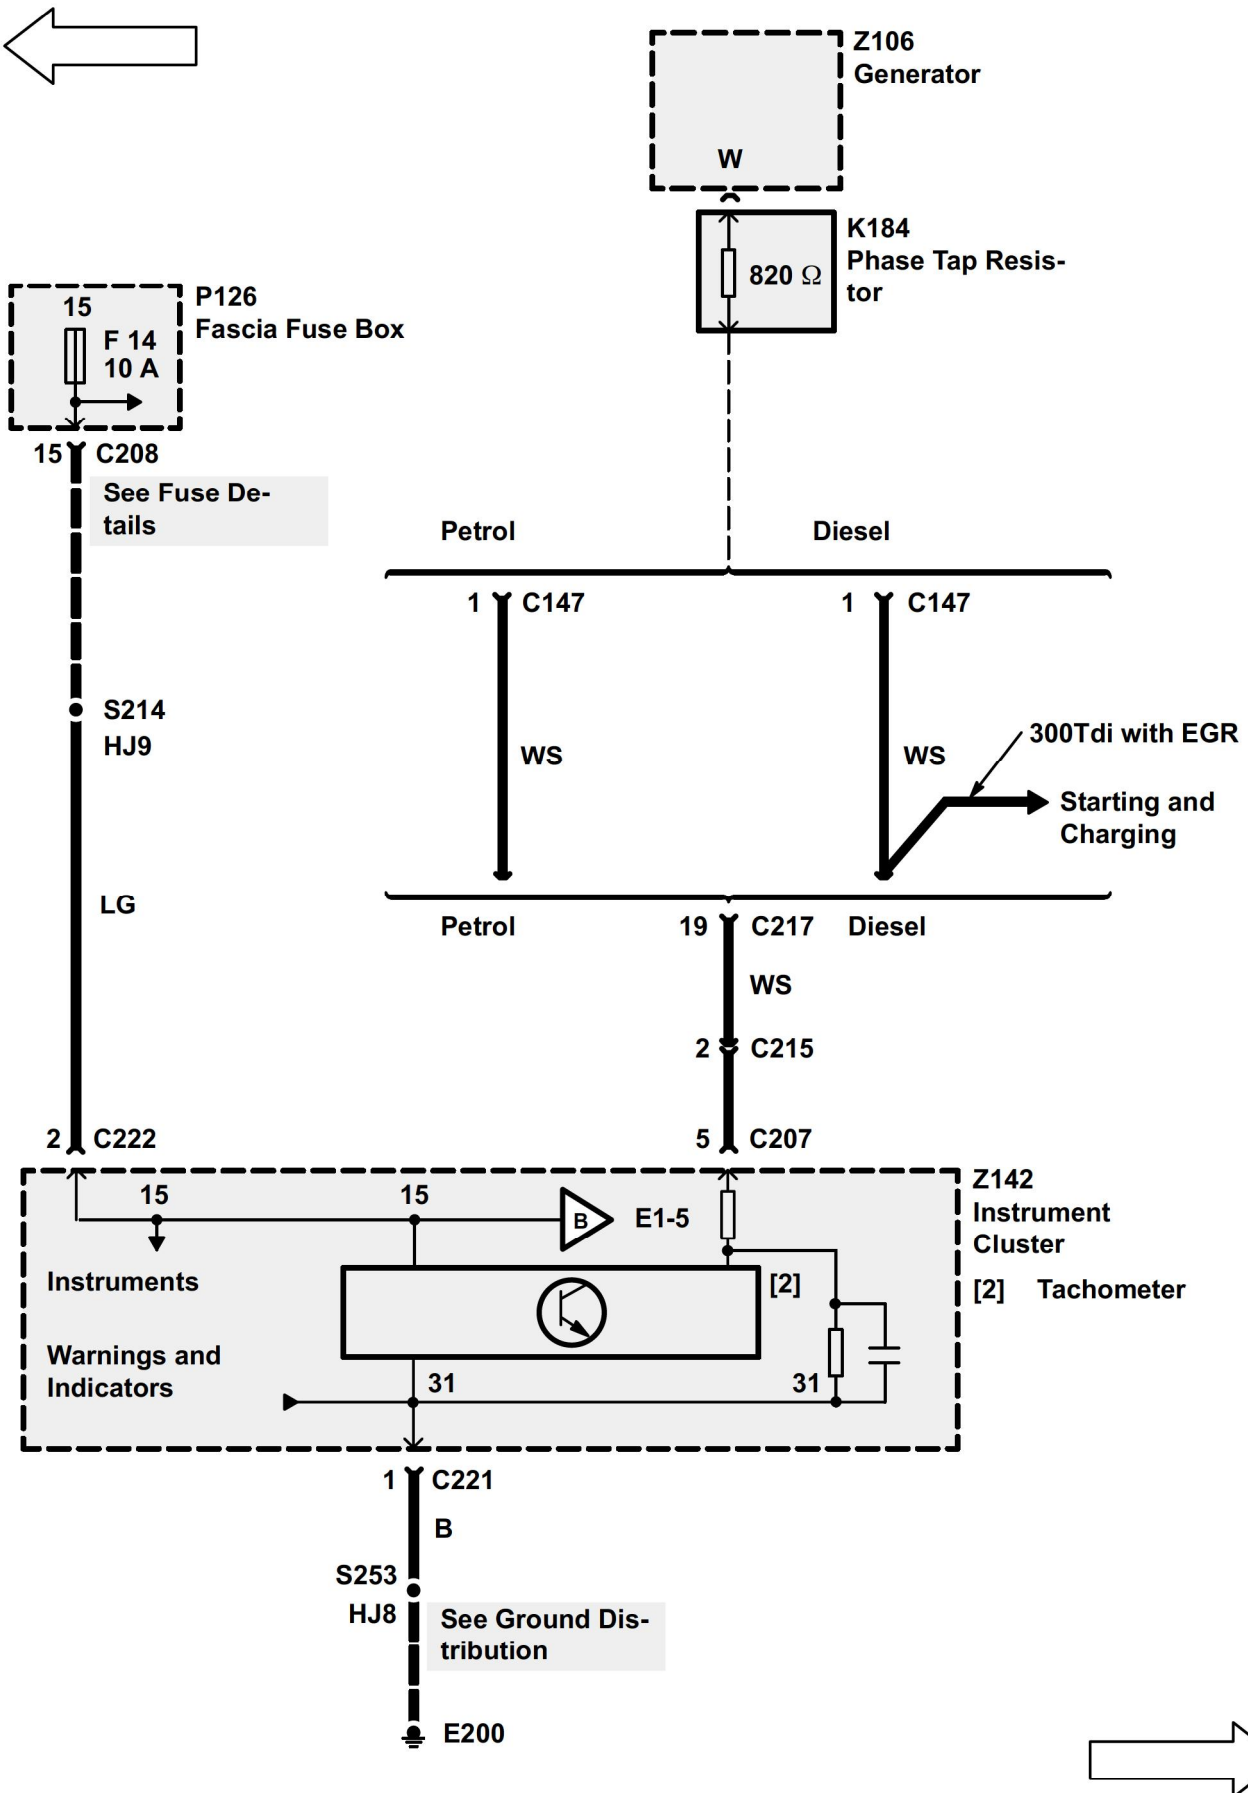 Z106
Generator
W
K184
Phase Tap Resis-
tor
820 Ω
P126
Fascia Fuse Box
15
F 14
10 A
15 C208
See Fuse De-
tails
Petrol Diesel
1 C147 1 C147
S214
HJ9
WS WS
300Tdi with EGR
Starting and
Charging
LG
Petrol 19 C217 Diesel
WS
2 C215
2 C222 5 C207
Z142
Instrument
Cluster
[2] Tachometer
15 15
B E1-5
Instruments
[2]
Warnings and
Indicators
31 31
1 C221
B
S253
HJ8
See Ground Dis-
tribution
E200